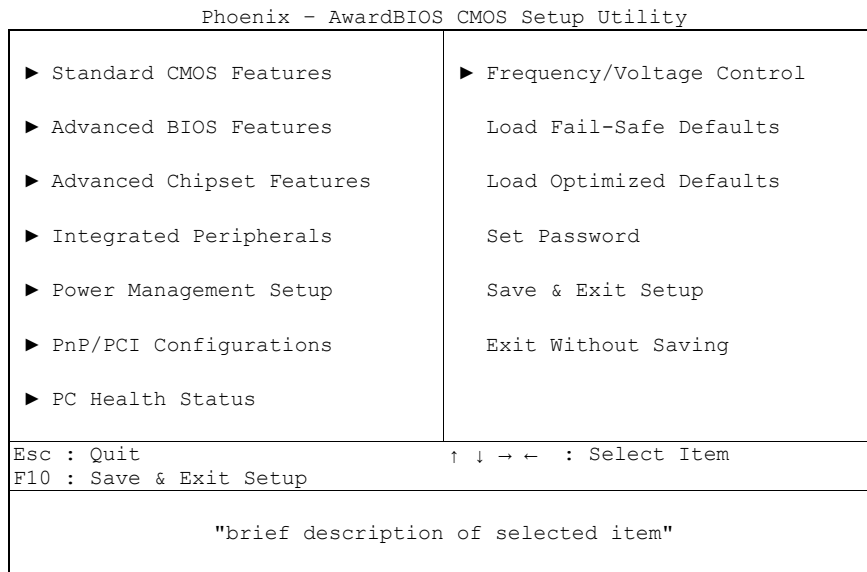 Phoenix – AwardBIOS CMOS Setup Utility
► Standard CMOS Features
► Advanced BIOS Features
► Advanced Chipset Features
► Integrated Peripherals
► Power Management Setup
► PnP/PCI Configurations
► PC Health Status
► Frequency/Voltage Control
Load Fail-Safe Defaults
Load Optimized Defaults
Set Password
Save & Exit Setup
Exit Without Saving
Esc : Quit
F10 : Save & Exit Setup
↑ ↓ → ← : Select Item
"brief description of selected item"